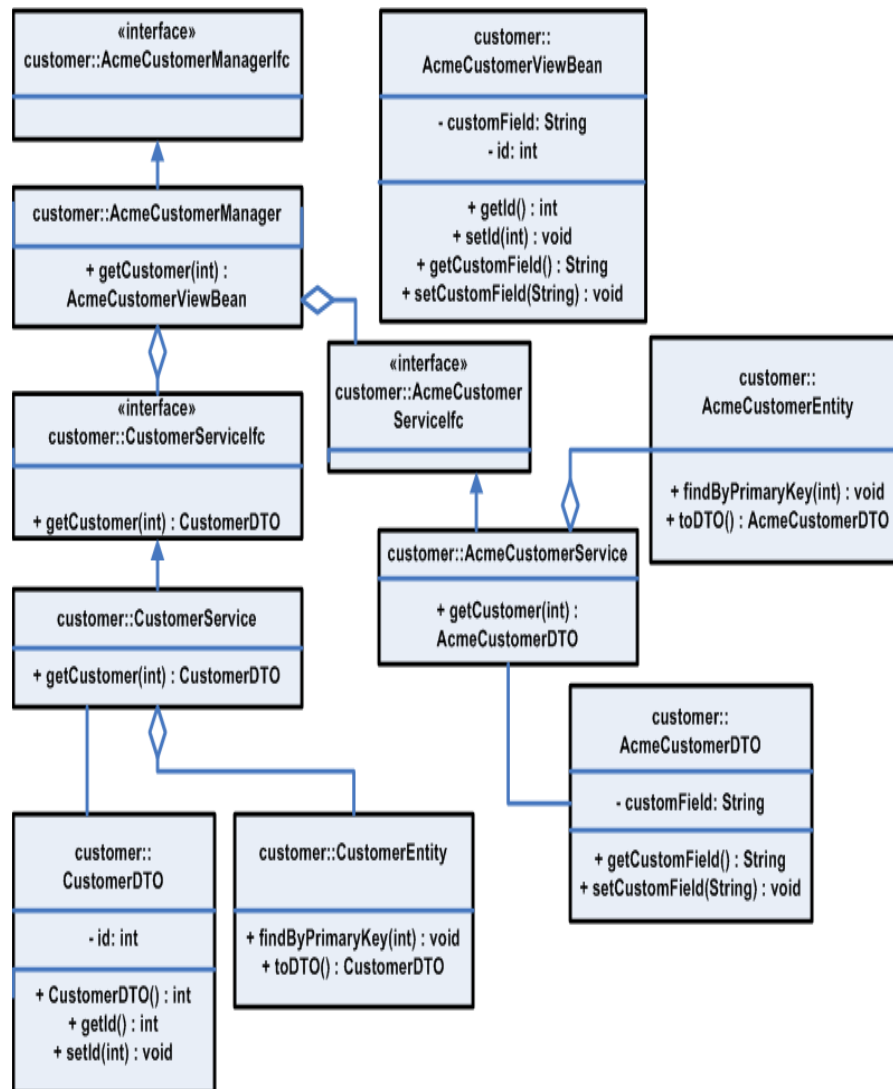 «interface»
customer::AcmeCustomerManagerIfc
customer::AcmeCustomerManager
+ getCustomer(int) :
AcmeCustomerViewBean
customer::
AcmeCustomerViewBean
- customField: String
- id: int
+ getId() : int
+ setId(int) : void
+ getCustomField() : String
+ setCustomField(String) : void
«interface»
customer::CustomerServiceIfc
+ getCustomer(int) : CustomerDTO
«interface»
customer::AcmeCustomer
ServiceIfc
customer::
AcmeCustomerEntity
+ findByPrimaryKey(int) : void
+ toDTO() : AcmeCustomerDTO
customer::CustomerService
+ getCustomer(int) : CustomerDTO
customer::AcmeCustomerService
+ getCustomer(int) :
AcmeCustomerDTO
customer::
AcmeCustomerDTO
- customField: String
+ getCustomField() : String
+ setCustomField(String) : void
customer::
CustomerDTO
- id: int
+ CustomerDTO() : int
+ getId() : int
+ setId(int) : void
customer::CustomerEntity
+ findByPrimaryKey(int) : void
+ toDTO() : CustomerDTO